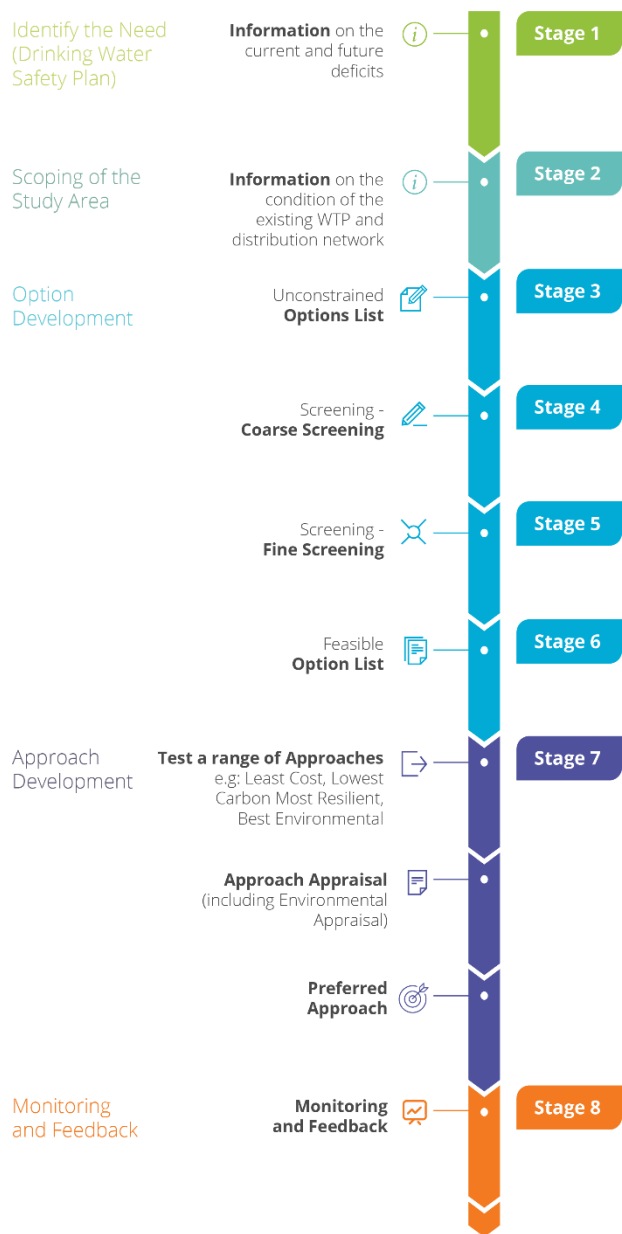 Identify the Need
(Drinking Water
Safety Plan)
Information on the
current and future
deficits
Stage 1
Scoping of the
Study Area
Information on the
condition of the
existing WTP and
distribution network
Stage 2
Option
Development
Unconstrained
Options List
Stage 3
Screening -
Coarse Screening
Stage 4
Screening -
Fine Screening
Stage 5
Feasible
Option List
Stage 6
Approach
Development
Test a range of Approaches
e.g: Least Cost, Lowest
Carbon Most Resilient,
Best Environmental
Stage 7
Approach Appraisal
(including Environmental
Appraisal)
Preferred
Approach
Monitoring
and Feedback
Monitoring
and Feedback
Stage 8